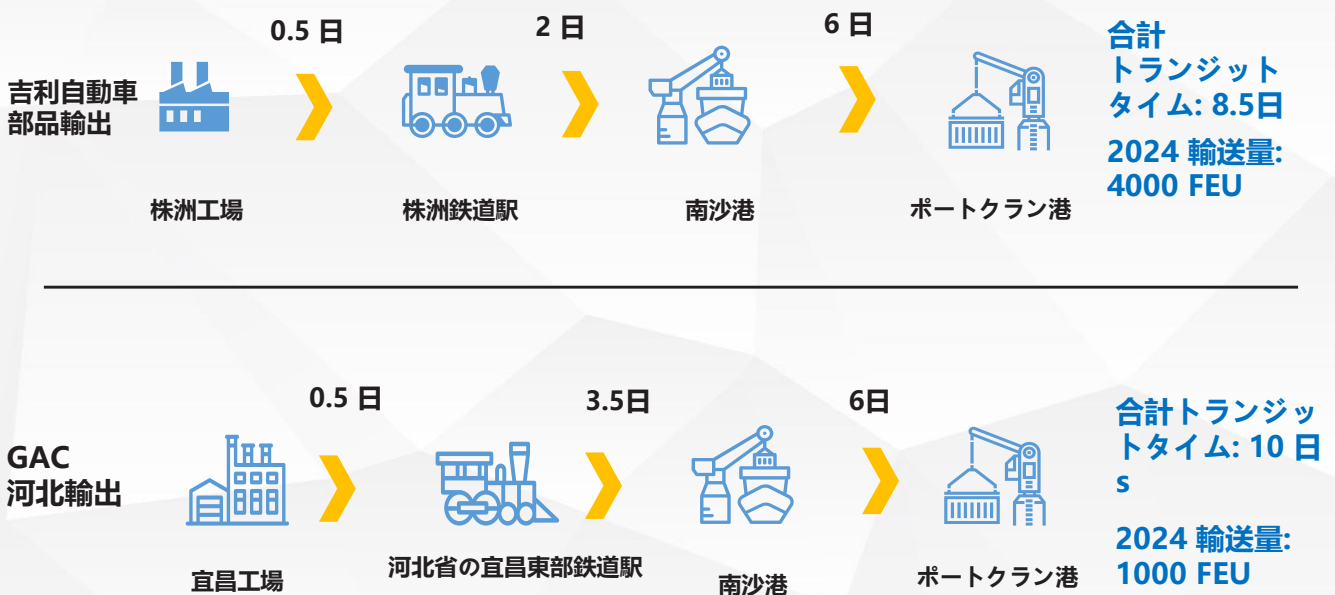 0.5 日
2 日
6 日
吉利自動車
部品輸出
合計
トランジット
タイム: 8.5日
2024 輸送量:
4000 FEU
株洲工場
株洲鉄道駅
南沙港
ポートクラン港
0.5 日
3.5日
6日
GAC
河北輸出
合計トランジッ
トタイム: 10 日
s
2024 輸送量:
1000 FEU
宜昌工場
河北省の宜昌東部鉄道駅
南沙港
ポートクラン港